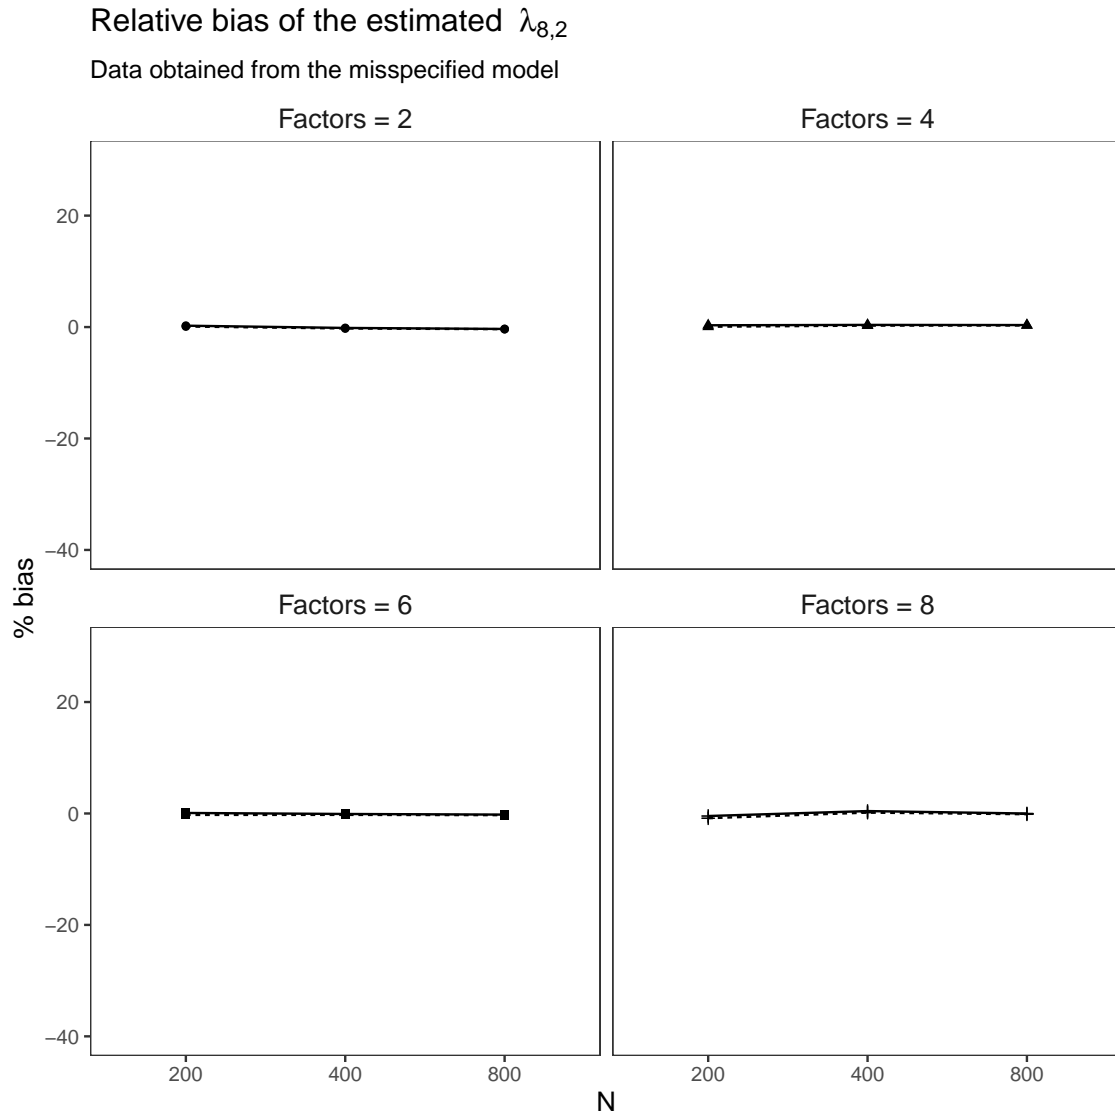 Relative bias of the estimated λ8,2
Data obtained from the misspecified model
Factors = 2
Factors = 4
20
0
−20
−40
% bias
Factors = 6
Factors = 8
20
0
−20
−40
200 400 800
200 400 800
N